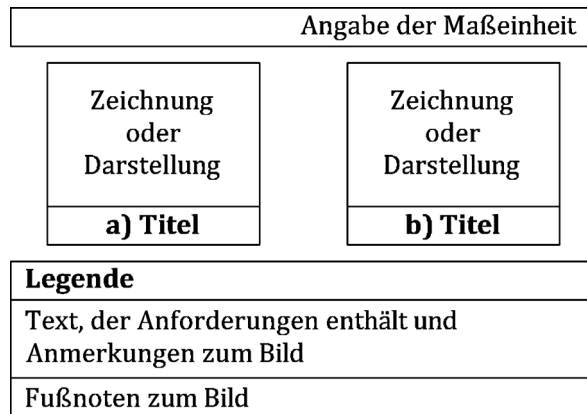 Angabe der Maßeinheit
Zeichnung
oder
Darstellung
a) Titel
Zeichnung
oder
Darstellung
b) Titel
Legende
Text, der Anforderungen enthält und
Anmerkungen zum Bild
Fußnoten zum Bild